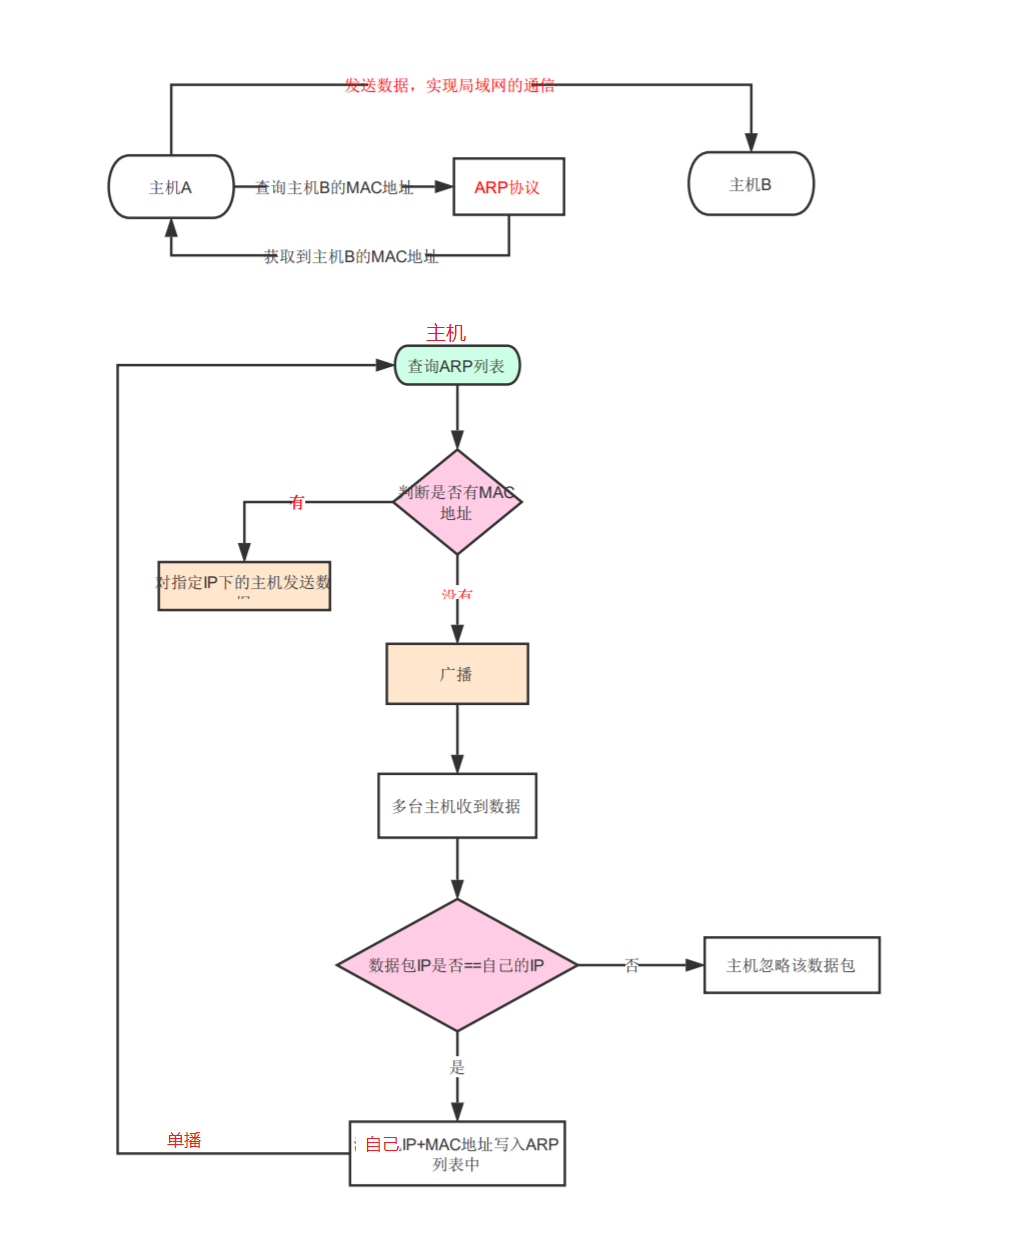 发送数据，实现局域网的通信
主机A
查询主机B的MAC地址
ARP协议
主机B
获取到主机B的MAC地址
主机
查询ARP列表
判断是否有MAC
地址
有
对指定IP下的主机发送数
没有
广播
多台主机收到数据
数据包IP是否==自己的IP
否
主机忽略该数据包
是
单播
自己IP+MAC地址写入ARP
列表中